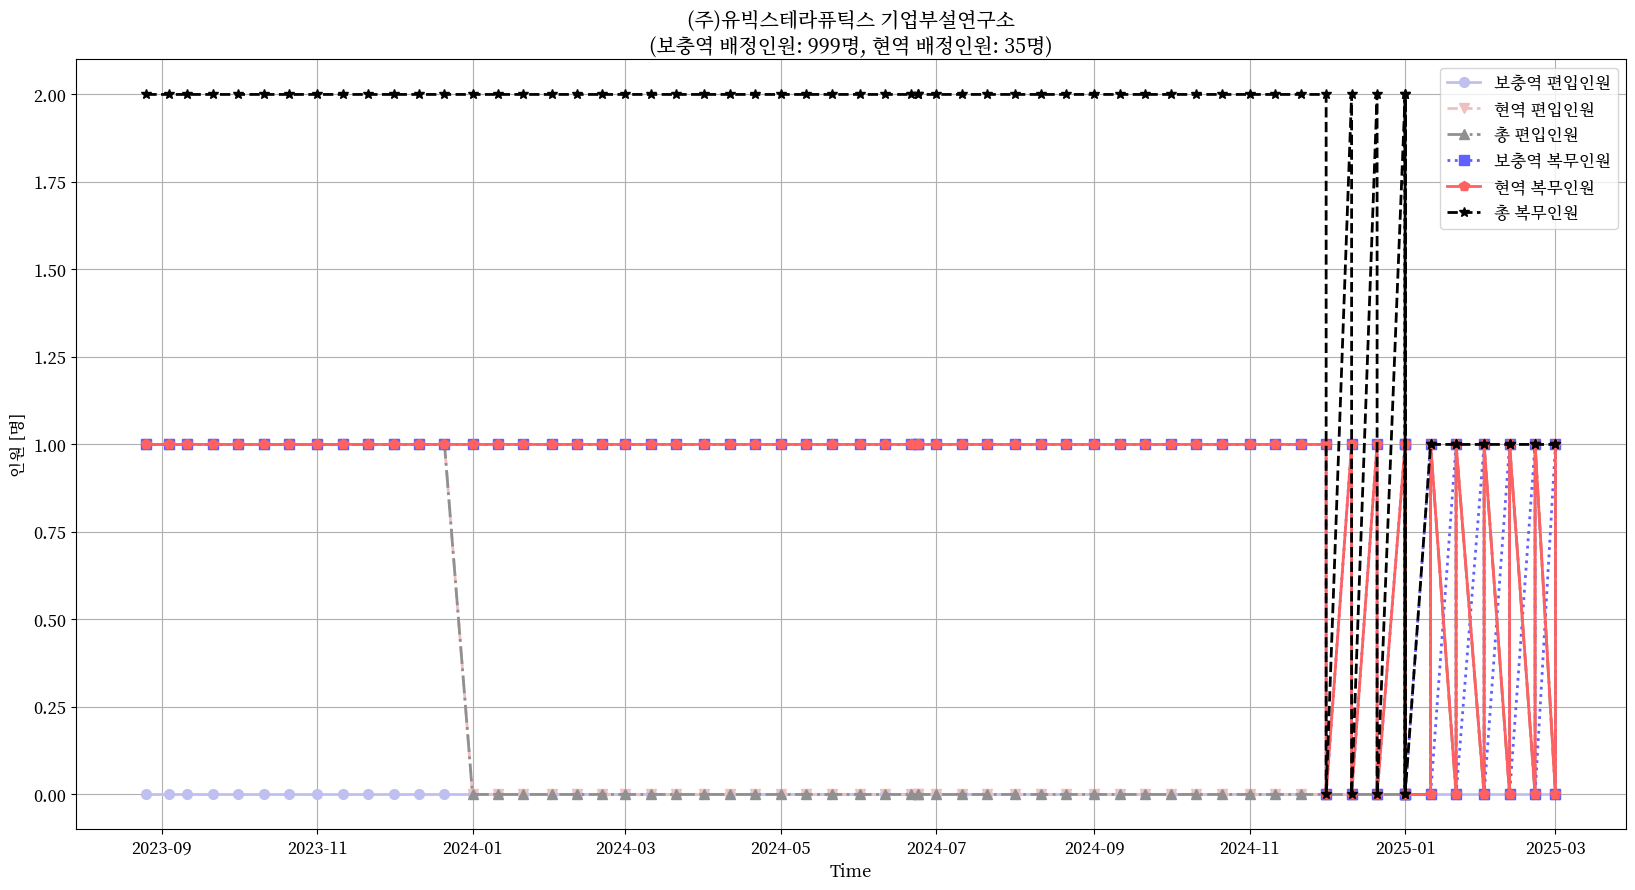 (주)유빅스테라퓨틱스 기업부설연구소
(보충역 배정인원: 999명, 현역 배정인원: 35명)
보충역 편입인원
현역 편입인원
총 편입인원
보충역 복무인원
현역 복무인원
총 복무인원
인원 [명]
2.00
1.75
1.50
1.25
1.00
0.75
0.50
0.25
0.00
2023-09 2023-11 2024-01 2024-03 2024-05 2024-07 2024-09 2024-11 2025-01 2025-03
Time